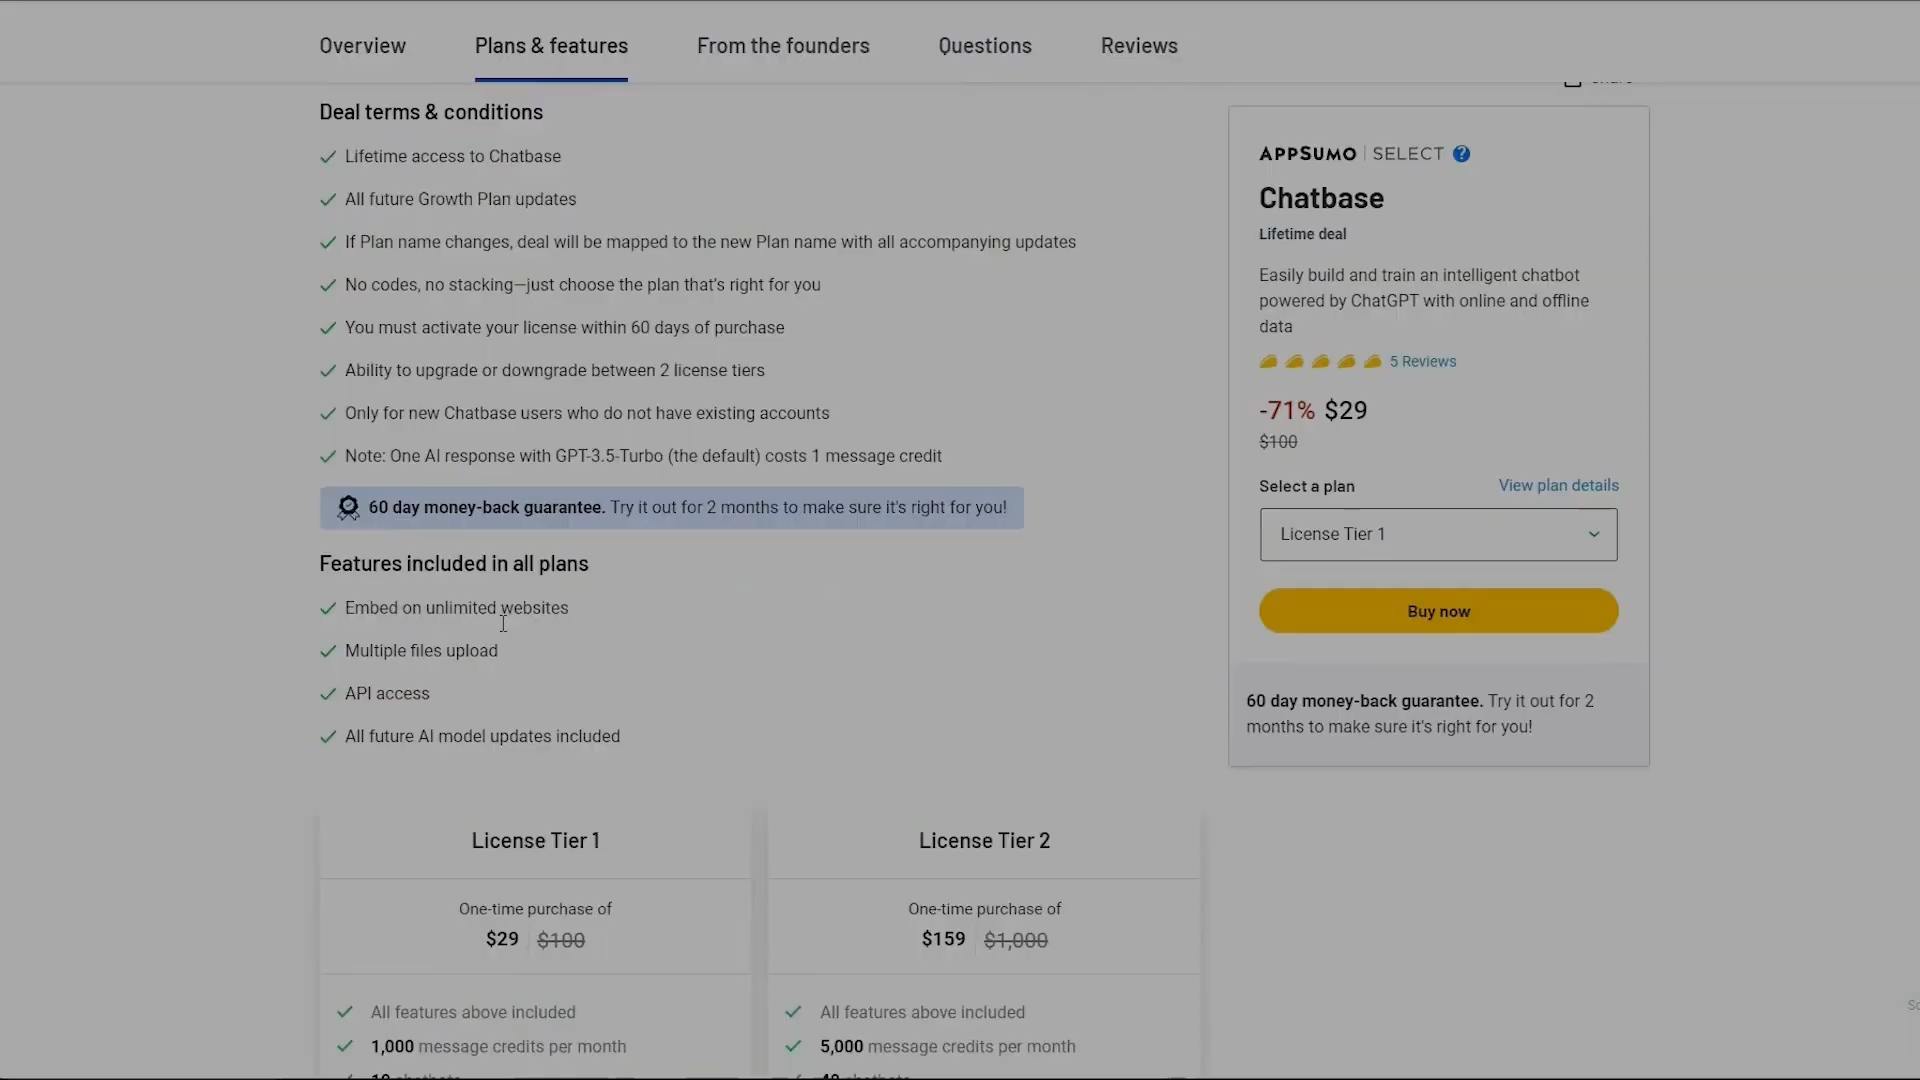 Overview
Plans & features
From the founders
Questions
Reviews
Deal terms & conditions
Lifetime access to Chatbase
All future Growth Plan updates
If Plan name changes, deal will be mapped to the new Plan name with all accompanying updates
No codes, no stacking—just choose the plan that's right for you
You must activate your license within 60 days of purchase
Ability to upgrade or downgrade between 2 license tiers
Only for new Chatbase users who do not have existing accounts
Note: One AI response with GPT-3.5-Turbo (the default) costs 1 message credit
60 day money-back guarantee. Try it out for 2 months to make sure it's right for you!
Features included in all plans
Embed on unlimited websites
Multiple files upload
API access
All future AI model updates included
License Tier 1
One-time purchase of
$29 $100
All features above included
1,000 message credits per month
License Tier 2
One-time purchase of
$159 $1,000
All features above included
5,000 message credits per month
APPSUMO | SELECT ?
Chatbase
Lifetime deal
Easily build and train an intelligent chatbot
powered by ChatGPT with online and offline
data
5 Reviews
-71% $29
$100
Select a plan View plan details
License Tier 1
Buy now
60 day money-back guarantee. Try it out for 2
months to make sure it's right for you!